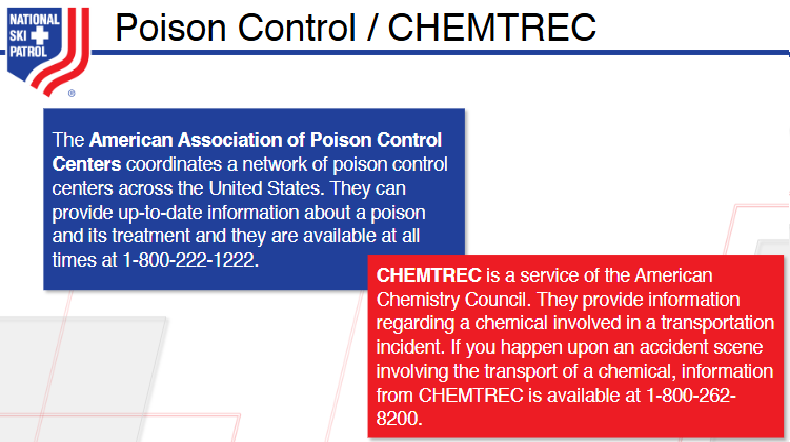 NATIONAL
SKI
PATROL
®
Poison Control / CHEMTREC
The American Association of Poison Control
Centers coordinates a network of poison control
centers across the United States. They can
provide up-to-date information about a poison
and its treatment and they are available at all
times at 1-800-222-1222.
CHEMTREC is a service of the American
Chemistry Council. They provide information
regarding a chemical involved in a transportation
incident. If you happen upon an accident scene
involving the transport of a chemical, information
from CHEMTREC is available at 1-800-262-
8200.